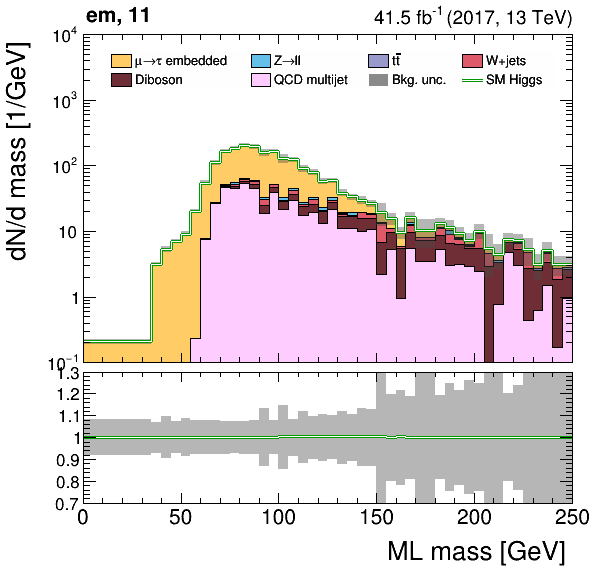 em, 11
41.5 fb⁻¹ (2017, 13 TeV)
dN/d mass [1/GeV]
10⁴
10³
10²
10
1
10⁻¹
μ→τ embedded
Z→ll
tt̄
W+jets
Diboson
QCD multijet
Bkg. unc.
SM Higgs
1.3
1.2
1.1
1
0.9
0.8
0.7
0 50 100 150 200 250
ML mass [GeV]